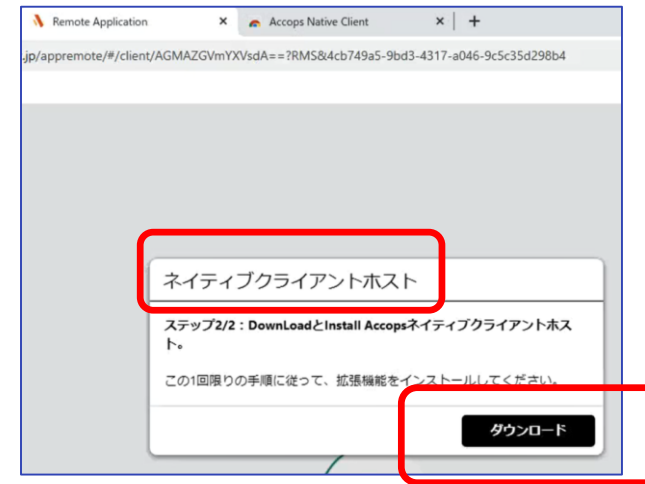 Remote Application
Accops Native Client
.jp/appremote/#/client/AGMAZGVmYXVsdA==?RMS&4cb749a5-9bd3-4317-a046-9c5c35d298b4
ネイティブクライアントホスト
ステップ2/2：DownLoadとInstall Accopsネイティブクライアントホス
ト。
この1回限りの手順に従って、拡張機能をインストールしてください。
ダウンロード